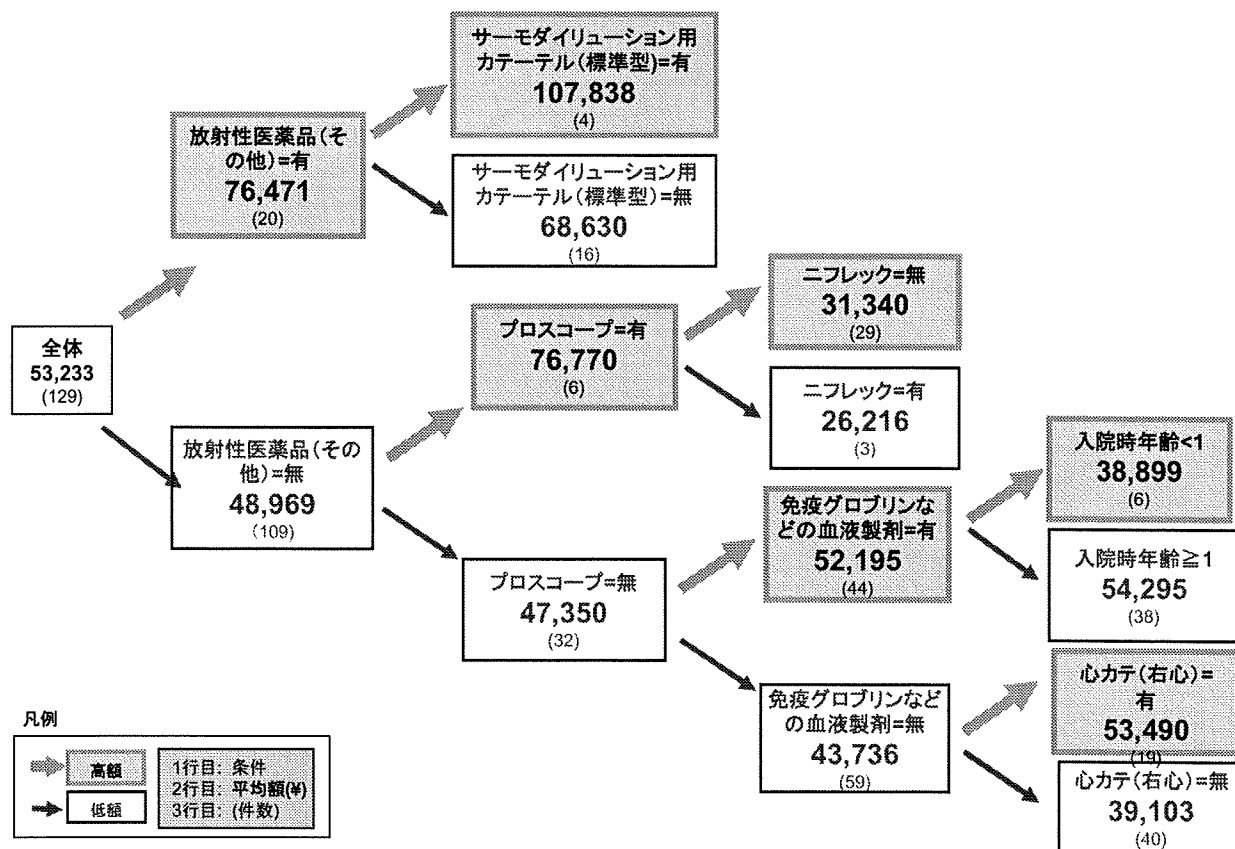 サーモダイリューション用
カテーテル(標準型)=有
107,838
(4)
放射性医薬品(そ
の他)=有
76,471
(20)
サーモダイリューション用
カテーテル(標準型)=無
68,630
(16)
ニフレック=無
31,340
(29)
プロスコープ=有
76,770
(6)
全体
53,233
(129)
ニフレック=有
26,216
(3)
放射性医薬品(その
他)=無
48,969
(109)
入院時年齢<1
38,899
(6)
免疫グロブリンな
どの血液製剤=有
52,195
(44)
入院時年齢≧1
54,295
(38)
プロスコープ=無
47,350
(32)
心カテ(右心)=
有
53,490
(19)
免疫グロブリンなど
の血液製剤=無
43,736
(59)
心カテ(右心)=無
39,103
(40)
凡例
高額
低額
1行目: 条件
2行目: 平均額(¥)
3行目: (件数)